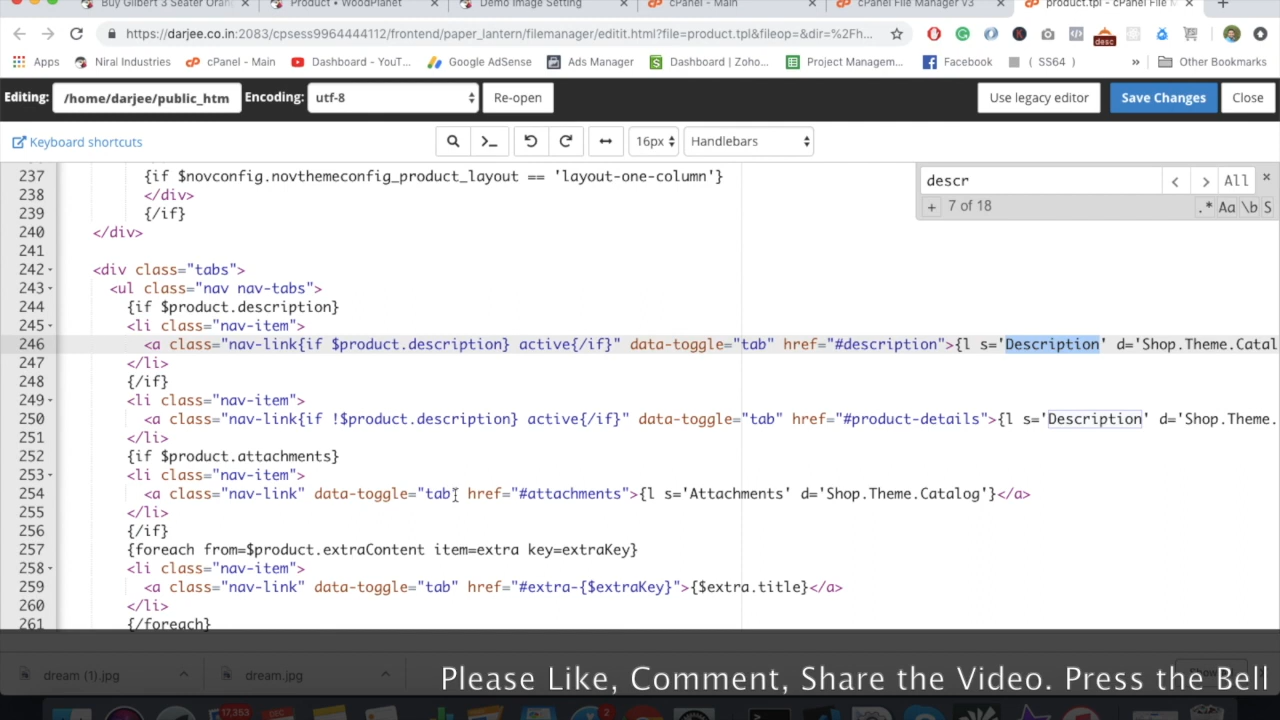 Buy Gilbert 3 Seater Oran
Product • WoodPlanet
Demo Image Setting
cPanel - Main
cPanel File Manager v3
product.tpl - cPanel File M
https://darjee.co.in:2083/cpsess9964444112/frontend/paper_lantern/filemanager/editit.html?file=product.tpl&fileop=&dir=%2Fh...
desc
Apps
Niral Industries
cPanel - Main
Dashboard - YouT...
Google AdSense
Ads Manager
Dashboard | Zoho...
Project Managem...
Facebook
( SS64 )
»
Other Bookmarks
Editing: /home/darjee/public_htm Encoding: utf-8 Re-open Use legacy editor Save Changes Close
Keyboard shortcuts 16px Handlebars
descr All
+ 7 of 18 .* Aa \b S
237 {if $novconfig.novthemeconfig_product_layout == 'layout-one-column'}
238 </div>
239 {/if}
240 </div>
241
242 <div class="tabs">
243 <ul class="nav nav-tabs">
244 {if $product.description}
245 <li class="nav-item">
246 <a class="nav-link{if $product.description} active{/if}" data-toggle="tab" href="#description">{l s='Description' d='Shop.Theme.Catal
247 </li>
248 {/if}
249 <li class="nav-item">
250 <a class="nav-link{if !$product.description} active{/if}" data-toggle="tab" href="#product-details">{l s='Description' d='Shop.Theme.
251 </li>
252 {if $product.attachments}
253 <li class="nav-item">
254 <a class="nav-link" data-toggle="tab" href="#attachments">{l s='Attachments' d='Shop.Theme.Catalog'}</a>
255 </li>
256 {/if}
257 {foreach from=$product.extraContent item=extra key=extraKey}
258 <li class="nav-item">
259 <a class="nav-link" data-toggle="tab" href="#extra-{$extraKey}">{$extra.title}</a>
260 </li>
261 {/foreach}
dream (1).jpg
dream.jpg
Please Like, Comment, Share the Video. Press the Bell
17,353
2